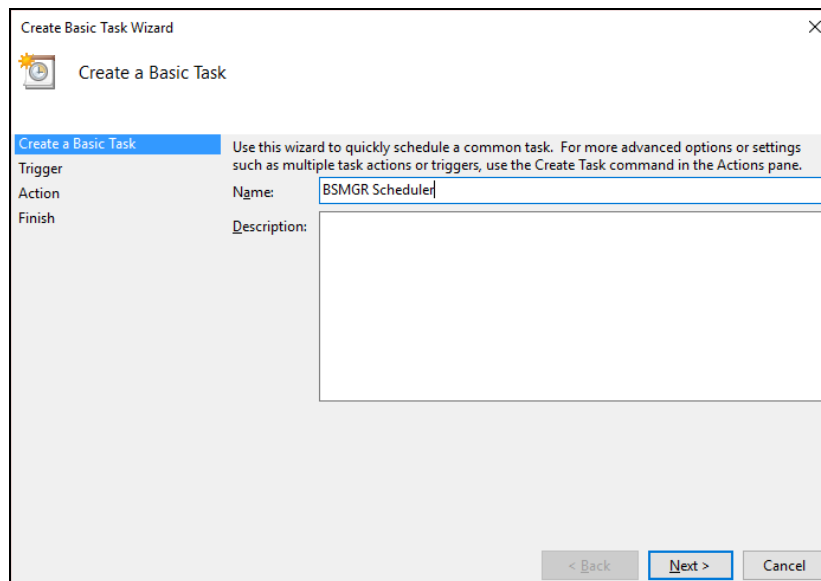 Create Basic Task Wizard
Create a Basic Task
Create a Basic Task
Trigger
Action
Finish
Use this wizard to quickly schedule a common task. For more advanced options or settings
such as multiple task actions or triggers, use the Create Task command in the Actions pane.
Name:
BSMGR Scheduler
Description:
< Back
Next >
Cancel